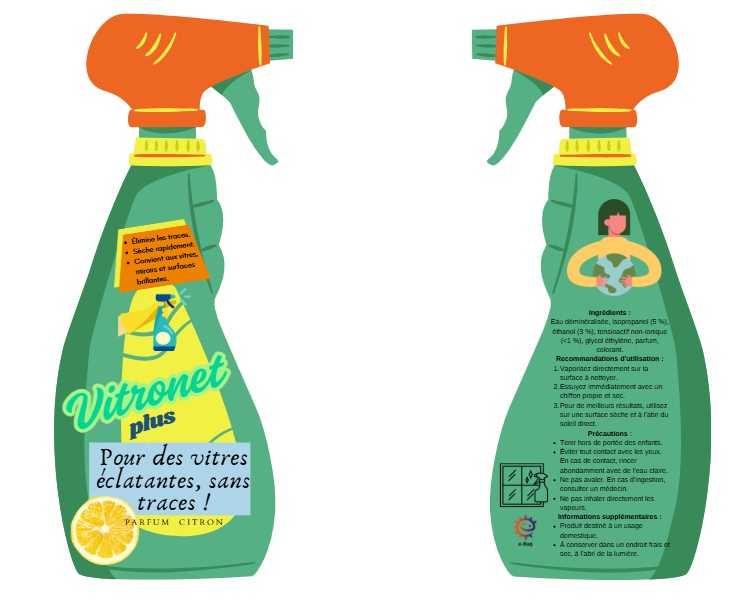 • Élimine les traces.
• Sèche rapidement.
• Convient aux vitres,
miroirs et surfaces
brillantes.
Vitronet
plus
Pour des vitres
éclatantes, sans
traces !
PARFUM CITRON
Ingrédients :
Eau déminéralisée, isopropanol (5 %),
éthanol (3 %), tensioactif non-ionique
(<1 %), glycol éthylène, parfum,
colorant.
Recommandations d'utilisation :
1. Vaporisez directement sur la
surface à nettoyer.
2. Essuyez immédiatement avec un
chiffon propre et sec.
3. Pour de meilleurs résultats, utilisez
sur une surface sèche et à l'abri du
soleil direct.
Précautions :
• Tenir hors de portée des enfants.
• Éviter tout contact avec les yeux.
En cas de contact, rincer
abondamment avec de l'eau claire.
• Ne pas avaler. En cas d'ingestion,
consulter un médecin.
• Ne pas inhaler directement les
vapeurs.
Informations supplémentaires :
• Produit destiné à un usage
domestique.
• À conserver dans un endroit frais et
sec, à l'abri de la lumière.